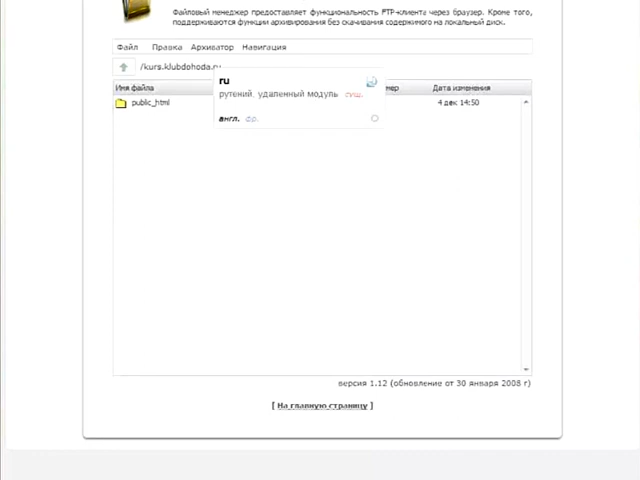 Файловый менеджер предоставляет функциональность FTP-клиента через браузер. Кроме того,
поддерживаются функции архивирования без скачивания содержимого на локальный диск.
Файл Правка Архиватор Навигация
/kurs.klubdohoda.ru
ru
рутений, удаленный модуль сущ.
англ. фр.
Имя файла Дата изменения
public_html 4 дек 14:50
версия 1.12 (обновление от 30 января 2008 г)
[ На главную страницу ]